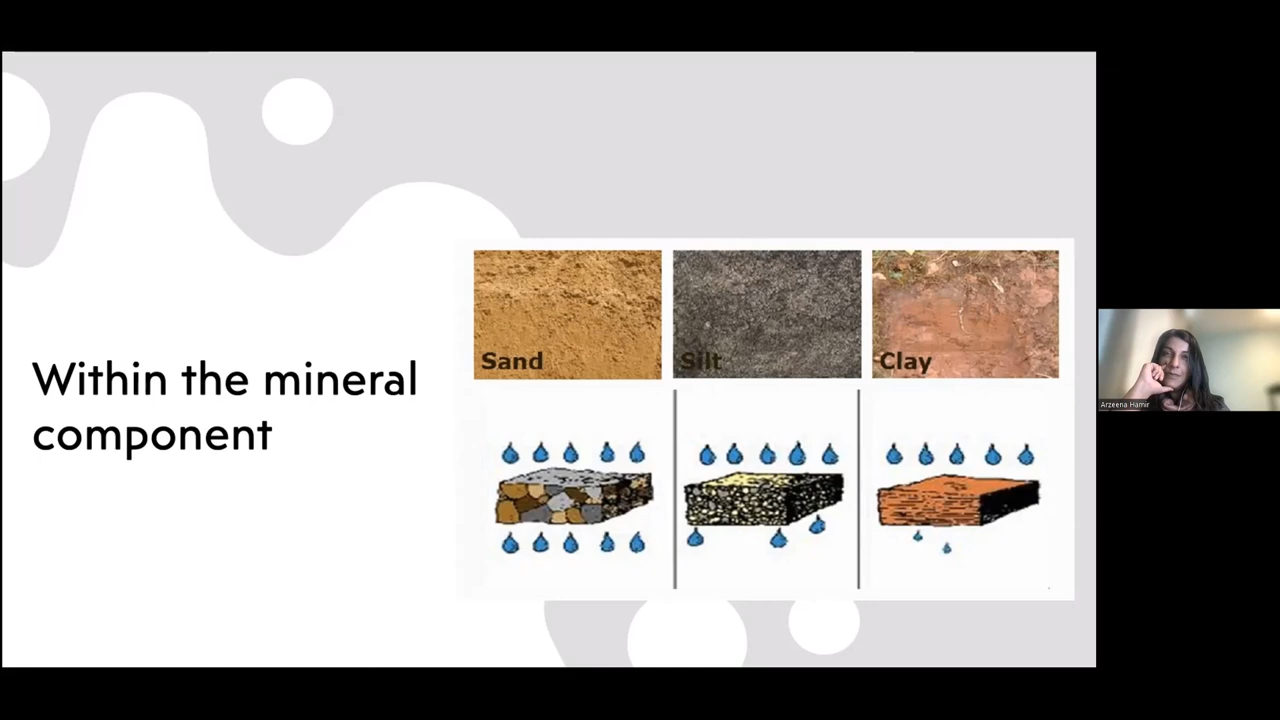 Within the mineral
component
Sand
Silt
Clay
Arzeena Hamir